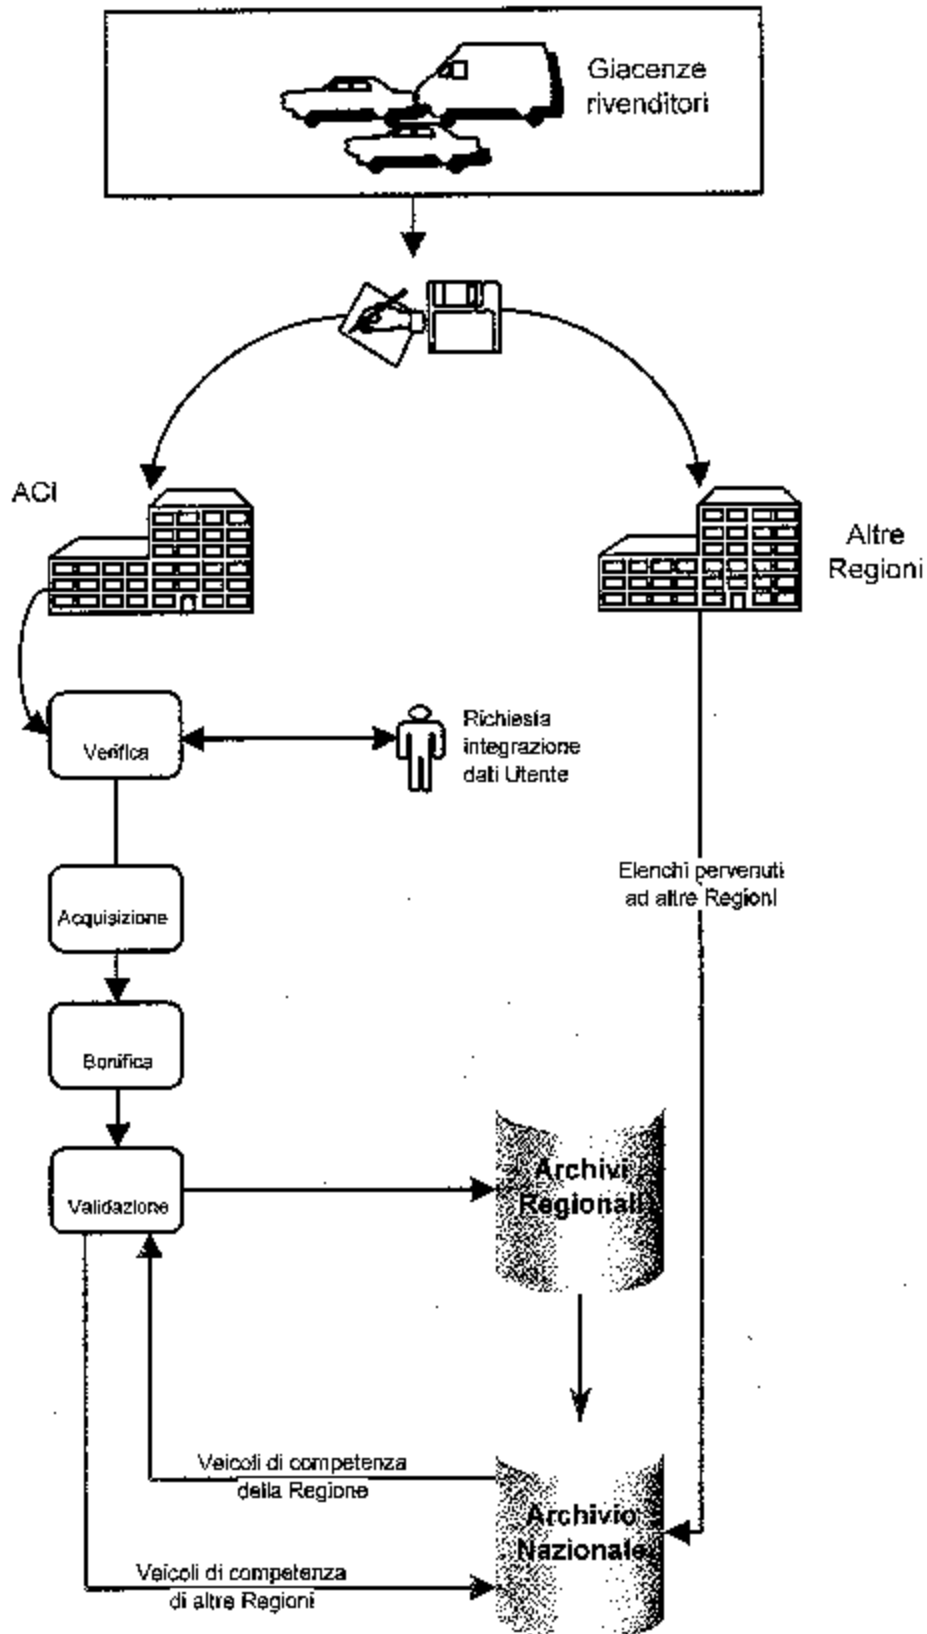 Giacenze
rivenditori
ACI
Altre
Regioni
Verifica
Richiesta
integrazione
dati Utente
Elenchi pervenuti
ad altre Regioni
Acquisizione
Bonifica
Validazione
Archivi
Regionali
Veicoli di competenza
della Regione
Archivio
Nazionale
Veicoli di competenza
di altre Regioni